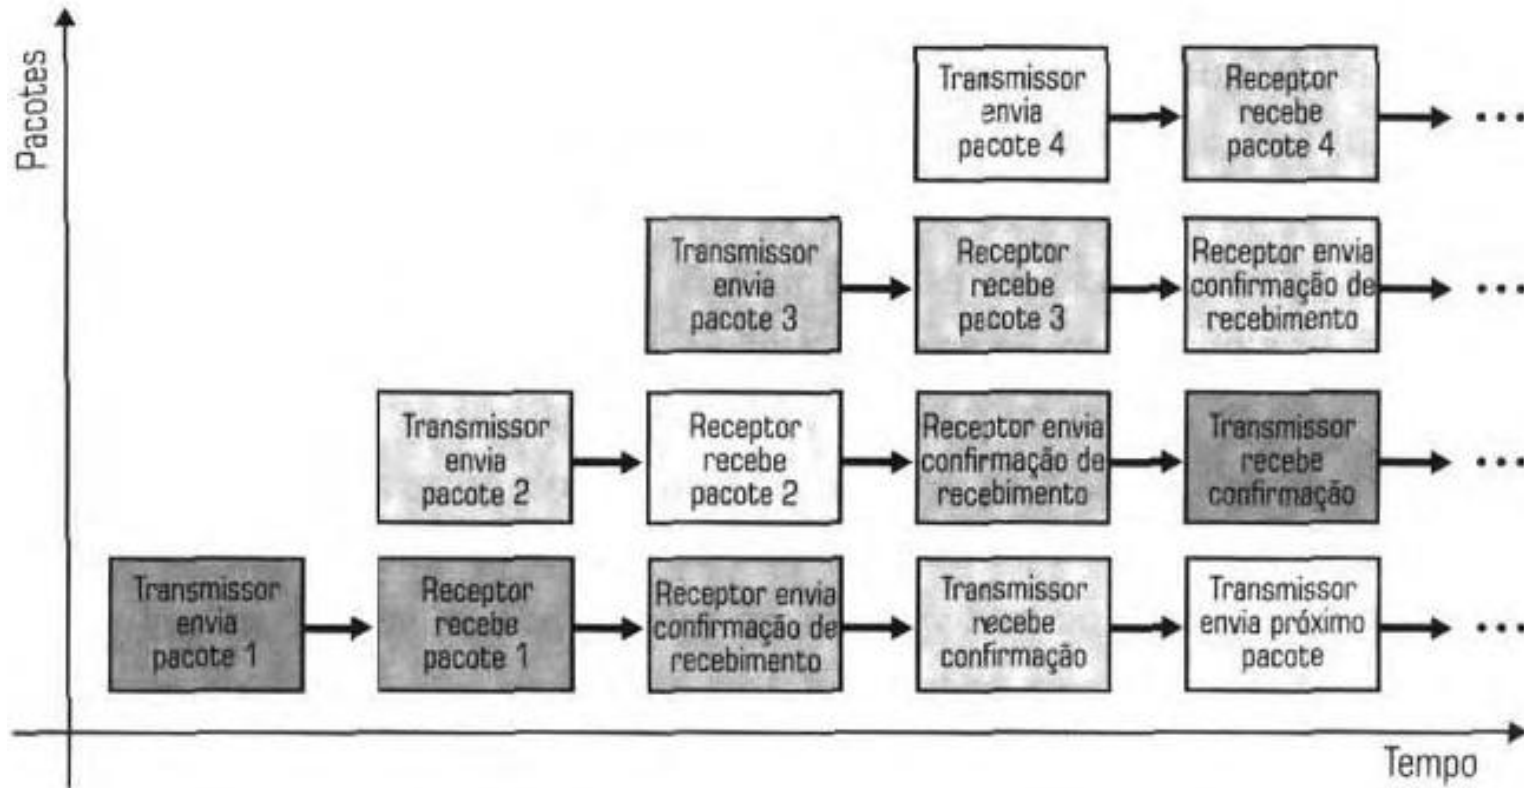 Pacotes
Transmissor
envia
pacote 4
Receptor
recebe
pacote 4
...
Transmissor
envia
pacote 3
Receptor
recebe
pacote 3
Receptor envia
confirmação de
recebimento
...
Transmissor
envia
pacote 2
Receptor
recebe
pacote 2
Receptor envia
confirmação de
recebimento
Transmissor
recebe
confirmação
...
Transmissor
envia
pacote 1
Receptor
recebe
pacote 1
Receptor envia
confirmação de
recebimento
Transmissor
recebe
confirmação
Transmissor
envia próximo
pacote
...
Tempo